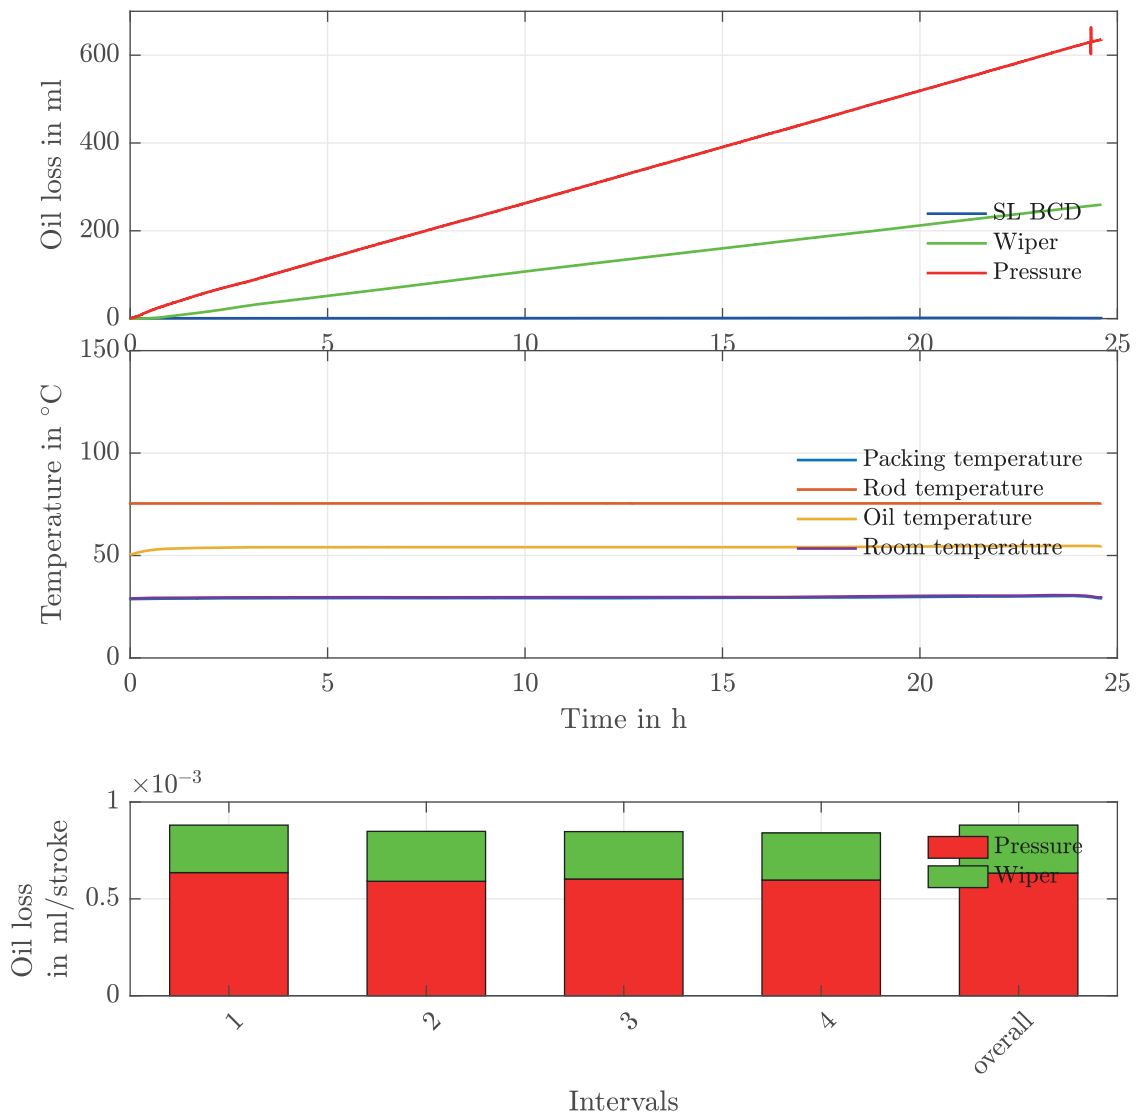 Oil loss in ml
600
400
200
0
SL BCD
Wiper
Pressure
0 5 10 15 20 25
Temperature in °C
150
100
50
0
Packing temperature
Rod temperature
Oil temperature
Room temperature
0 5 10 15 20 25
Time in h
×10⁻³
Oil loss
in ml/stroke
1
0.5
0
Pressure
Wiper
1 2 3 4 overall
Intervals